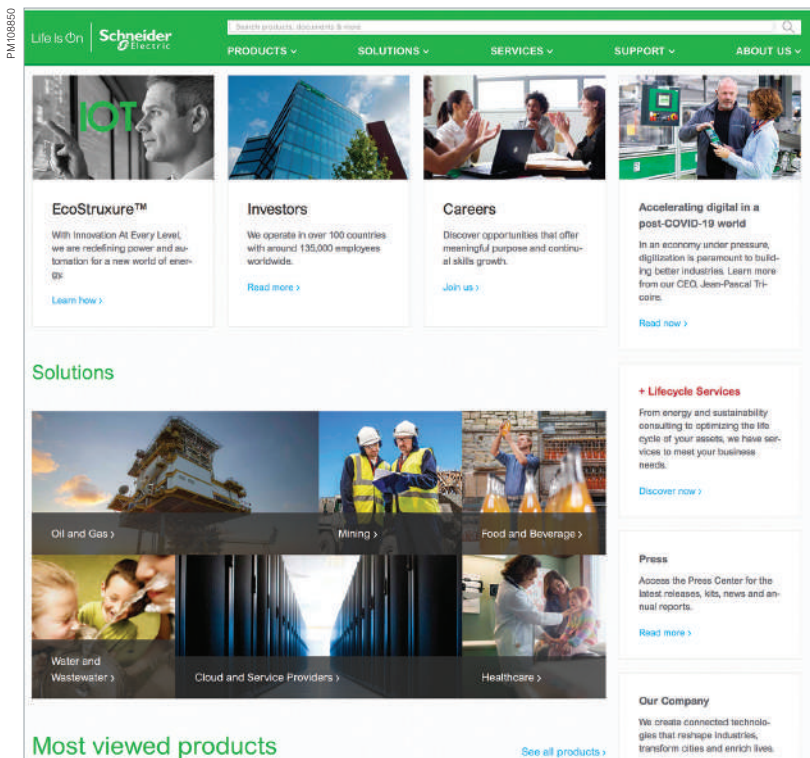 PM108850
Life Is On
Schneider
Electric
Search products, documents & more
PRODUCTS
SOLUTIONS
SERVICES
SUPPORT
ABOUT US
IOT
EcoStruxure™
With Innovation At Every Level,
we are redefining power and au-
tomation for a new world of ener-
gy.
Learn how >
Investors
We operate in over 100 countries
with around 135,000 employees
worldwide.
Read more >
Careers
Discover opportunities that offer
meaningful purpose and continu-
al skills growth.
Join us >
Accelerating digital in a
post-COVID-19 world
In an economy under pressure,
digitization is paramount to build-
ing better industries. Learn more
from our CEO, Jean-Pascal Tri-
coire.
Read now >
Solutions
Oil and Gas >
Mining >
Food and Beverage >
Water and
Wastewater >
Cloud and Service Providers >
Healthcare >
+ Lifecycle Services
From energy and sustainability
consulting to optimizing the life
cycle of your assets, we have ser-
vices to meet your business
needs.
Discover now >
Press
Access the Press Center for the
latest releases, kits, news and an-
nual reports.
Read more >
Our Company
We create connected technolo-
gies that reshape industries,
transform cities and enrich lives.
Most viewed products
See all products >